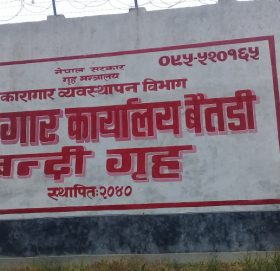 ०९५-५२०१६५
नेपाल सरकार
गृह मन्त्रालय
कारागार व्यवस्थापन विभाग
गार कार्यालय बैतडी
बन्दी गृह
स्थापितः२०४०